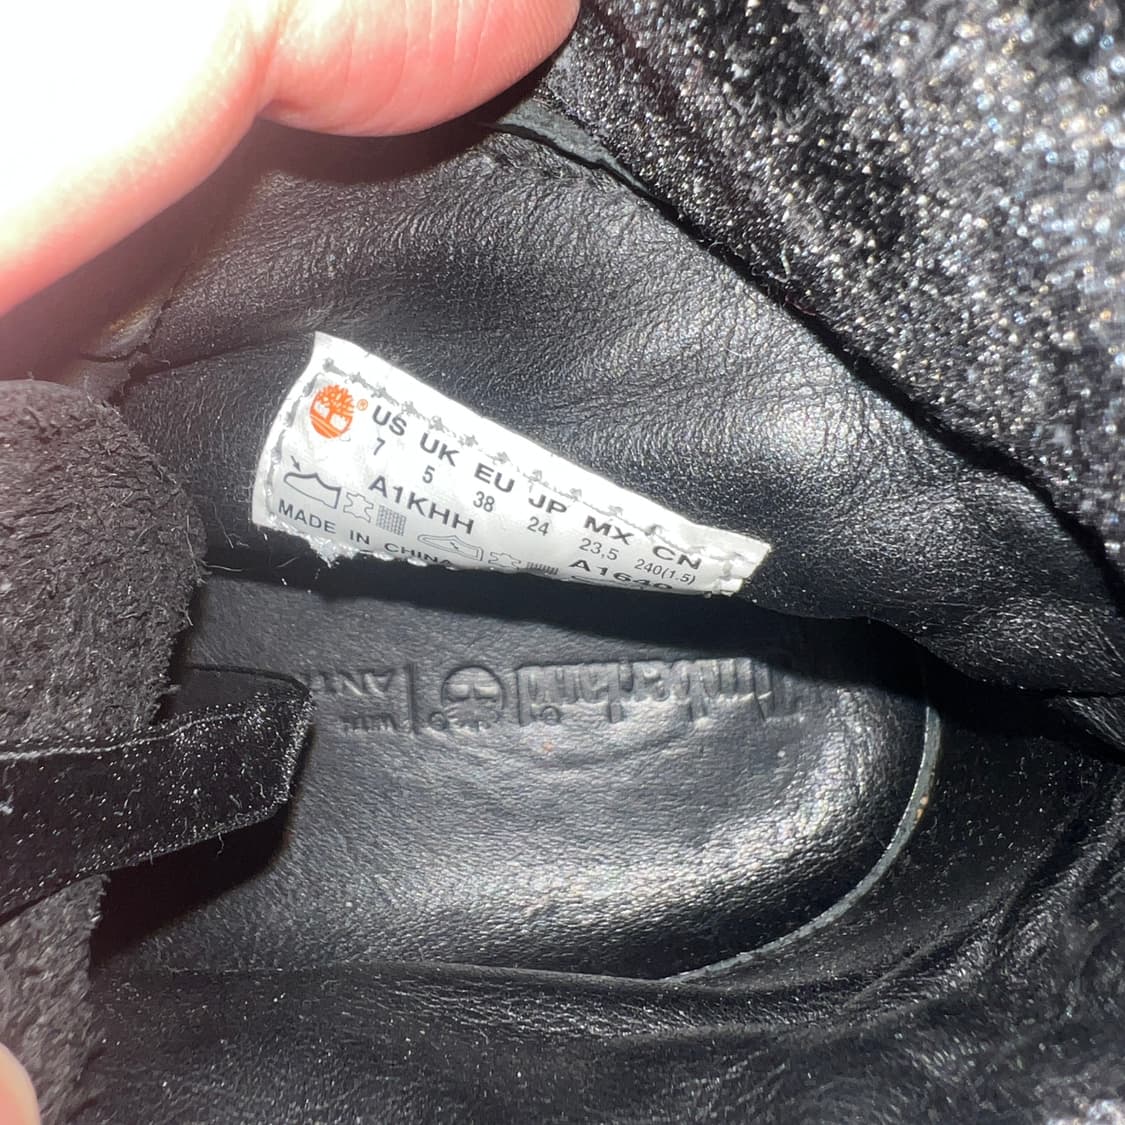 US UK EU JP MX CN
7 5 38 24 23,5 240(1.5)
A1KHH
MADE IN CHINA
Timberland